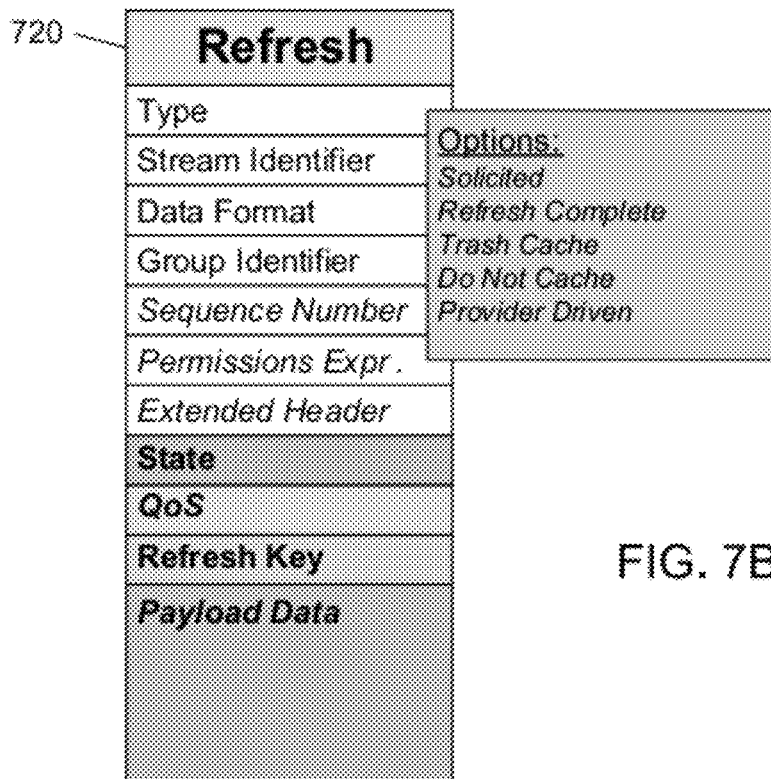 720
Refresh
Type
Stream Identifier
Data Format
Group Identifier
Sequence Number
Permissions Expr.
Extended Header
State
QoS
Refresh Key
Payload Data
Options:
Solicited
Refresh Complete
Trash Cache
Do Not Cache
Provider Driven
FIG. 7B